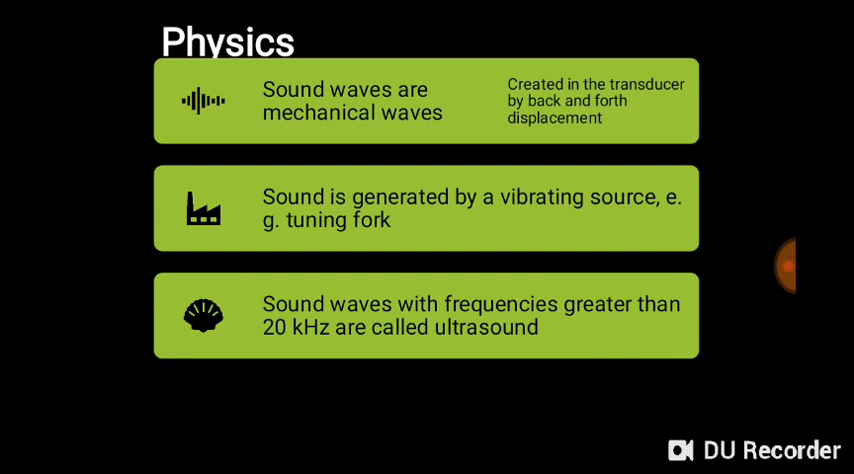 Physics
Sound waves are
mechanical waves
Created in the transducer
by back and forth
displacement
Sound is generated by a vibrating source, e.
g. tuning fork
Sound waves with frequencies greater than
20 kHz are called ultrasound
DU Recorder